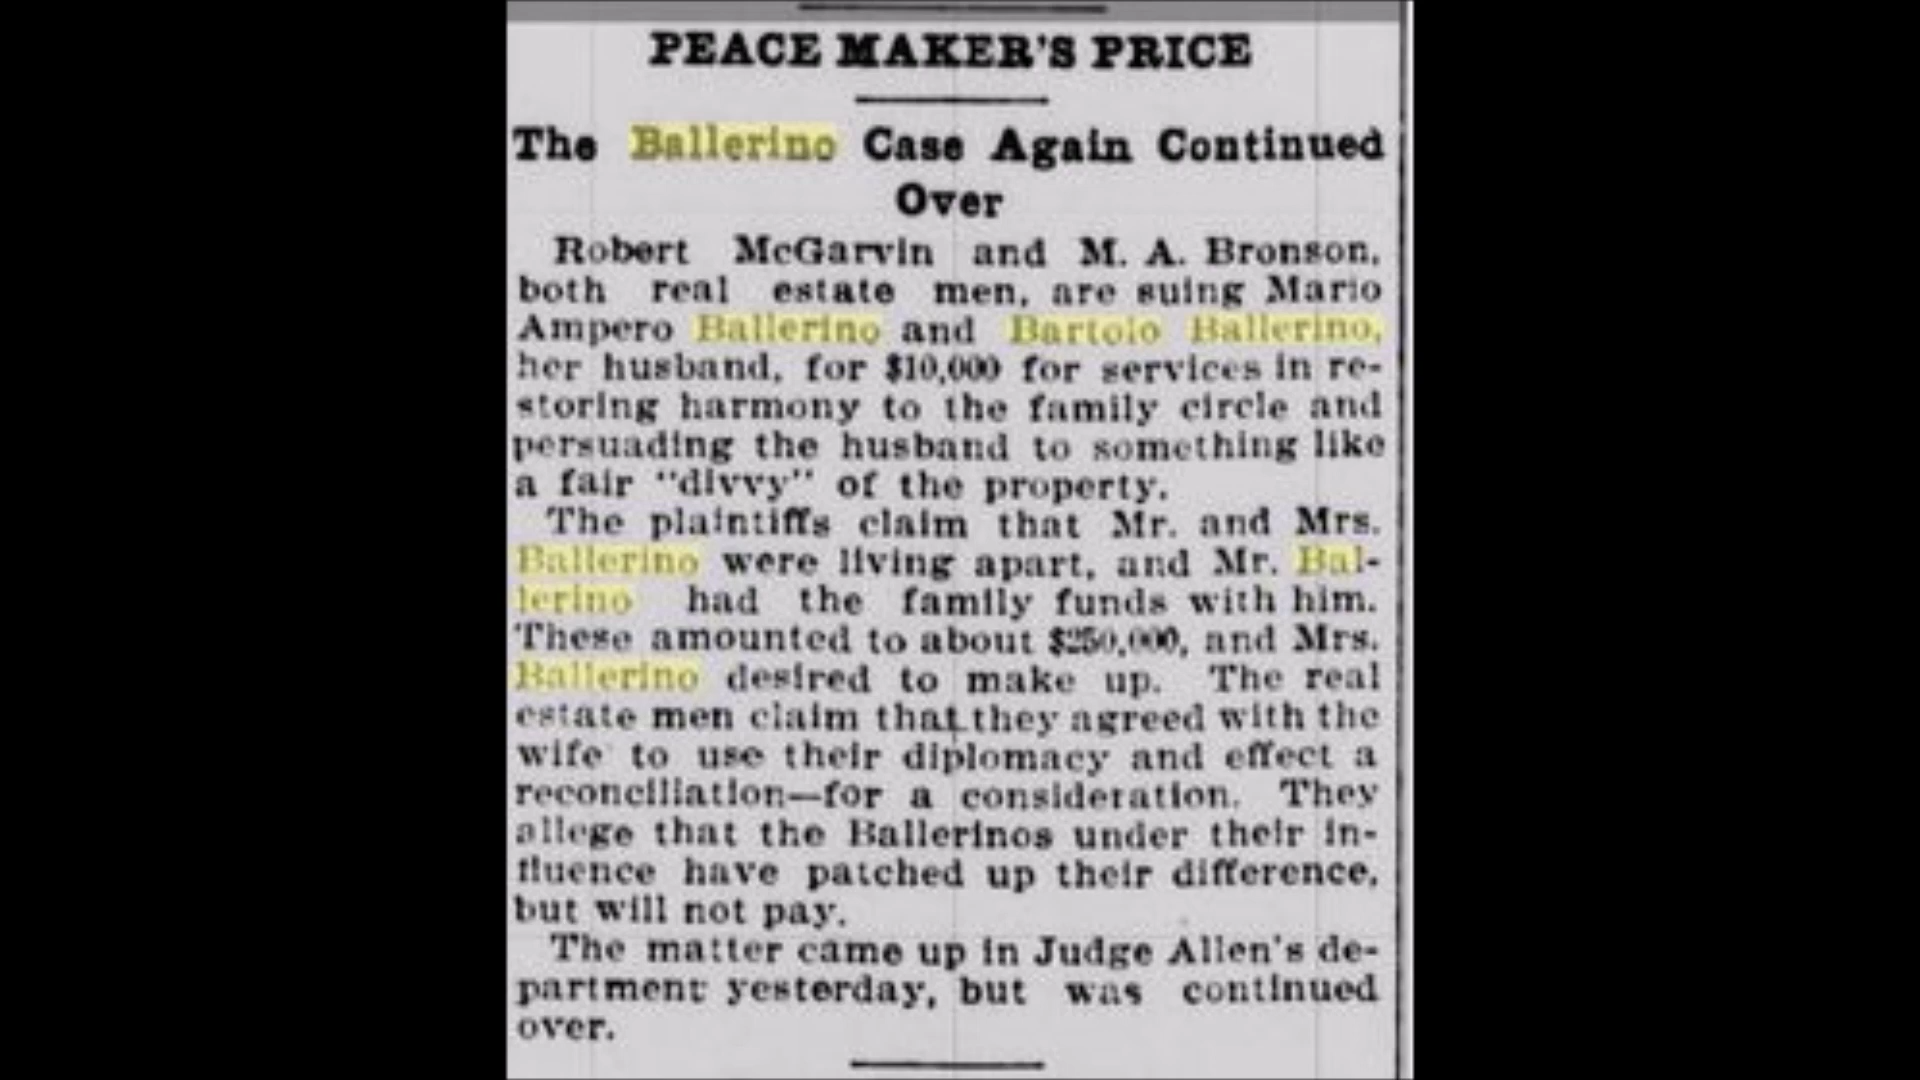 PEACE MAKER'S PRICE
The Ballerino Case Again Continued
Over
Robert McGarvin and M. A. Bronson,
both real estate men, are suing Mario
Ampero Ballerino and Bartolo Ballerino,
her husband, for $10,000 for services in re-
storing harmony to the family circle and
persuading the husband to something like
a fair "divvy" of the property.
The plaintiffs claim that Mr. and Mrs.
Ballerino were living apart, and Mr. Bal-
lerino had the family funds with him.
These amounted to about $250,000, and Mrs.
Ballerino desired to make up. The real
estate men claim that they agreed with the
wife to use their diplomacy and effect a
reconciliation—for a consideration. They
allege that the Ballerinos under their in-
fluence have patched up their difference,
but will not pay.
The matter came up in Judge Allen's de-
partment yesterday, but was continued
over.